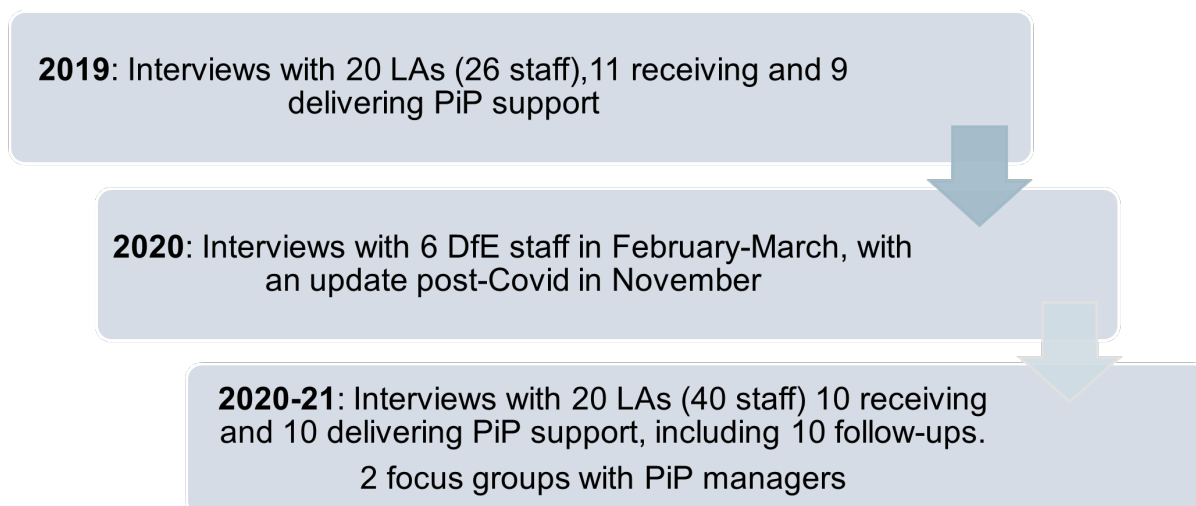 2019: Interviews with 20 LAs (26 staff),11 receiving and 9
delivering PiP support
2020: Interviews with 6 DfE staff in February-March, with
an update post-Covid in November
2020-21: Interviews with 20 LAs (40 staff) 10 receiving
and 10 delivering PiP support, including 10 follow-ups.
2 focus groups with PiP managers